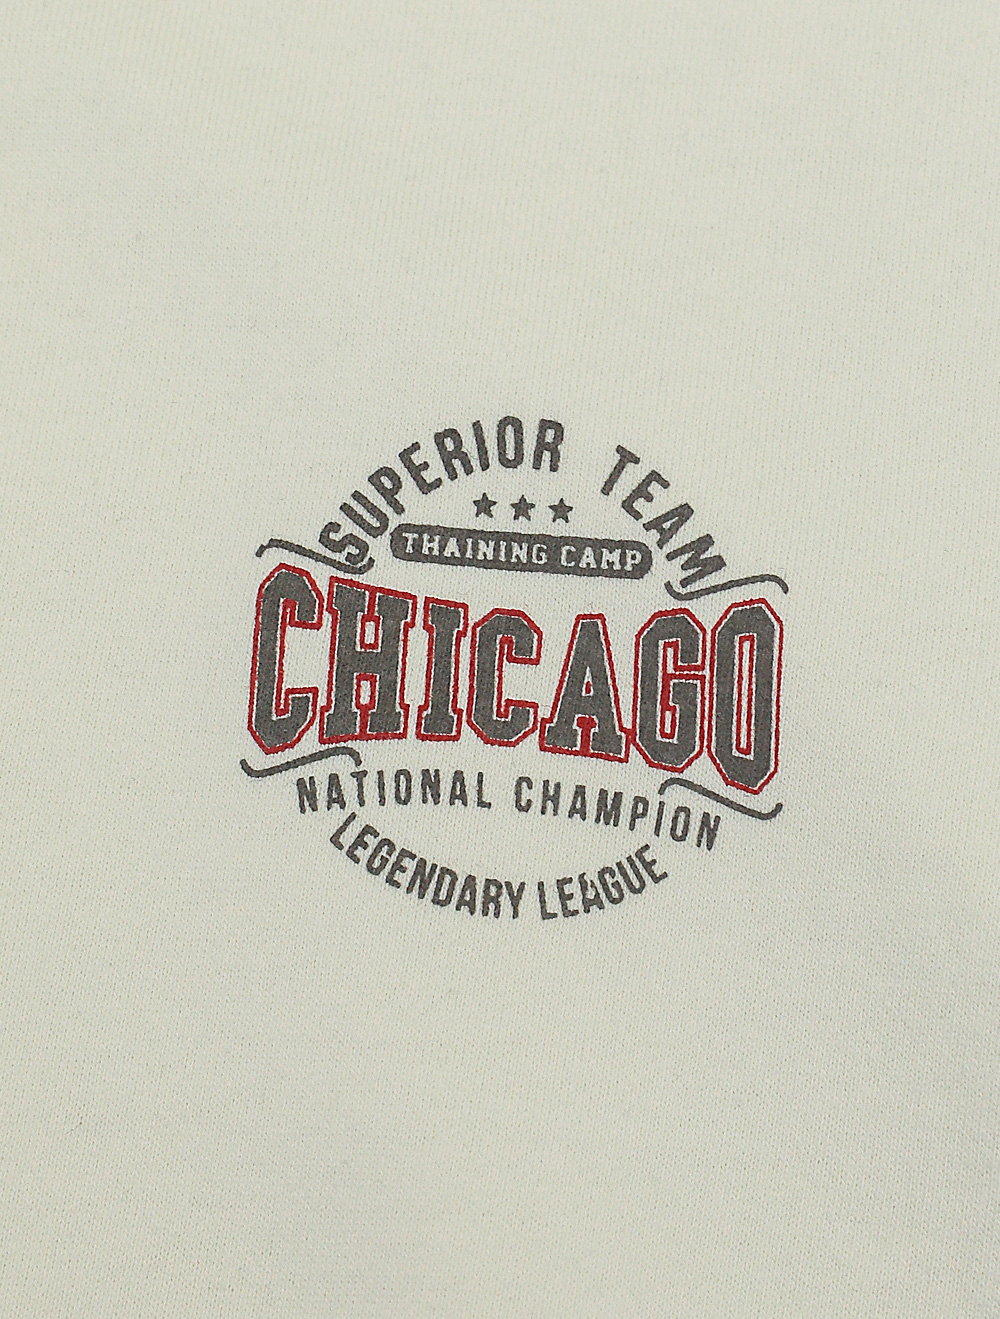 SUPERIOR TEAM
THAINING CAMP
CHICAGO
NATIONAL CHAMPION
LEGENDARY LEAGUE